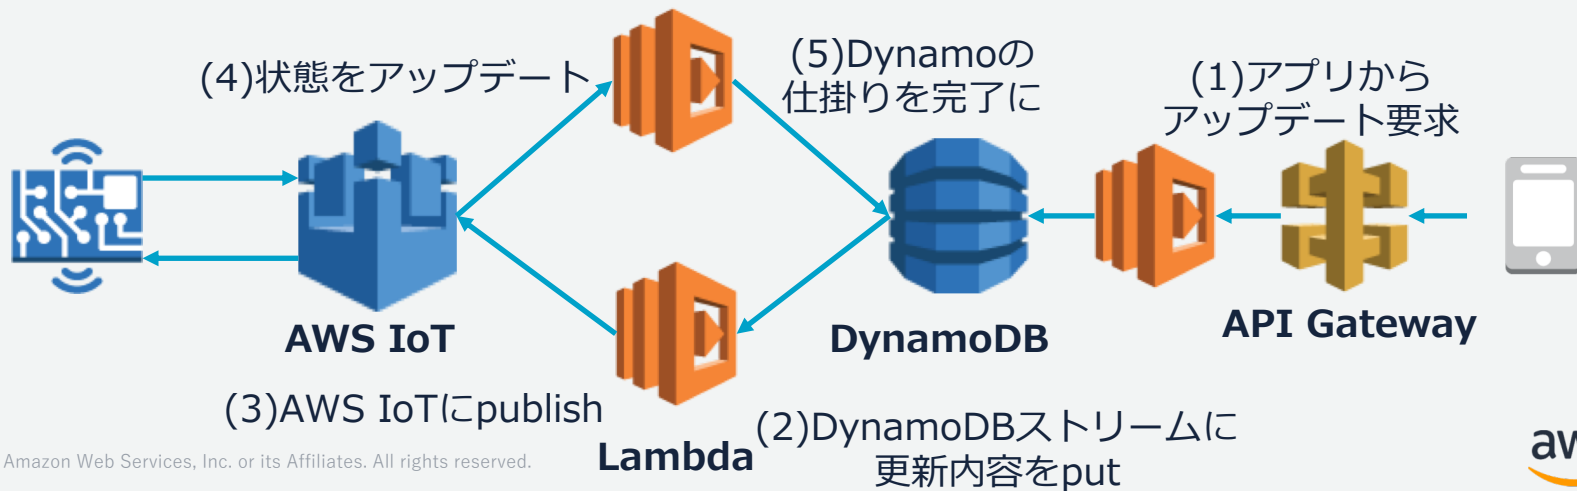 (4)状態をアップデート
(5)Dynamoの
仕掛りを完了に
(1)アプリから
アップデート要求
AWS IoT
DynamoDB
API Gateway
(3)AWS IoTにpublish
Lambda
(2)DynamoDBストリームに
更新内容をput
Amazon Web Services, Inc. or its Affiliates. All rights reserved.